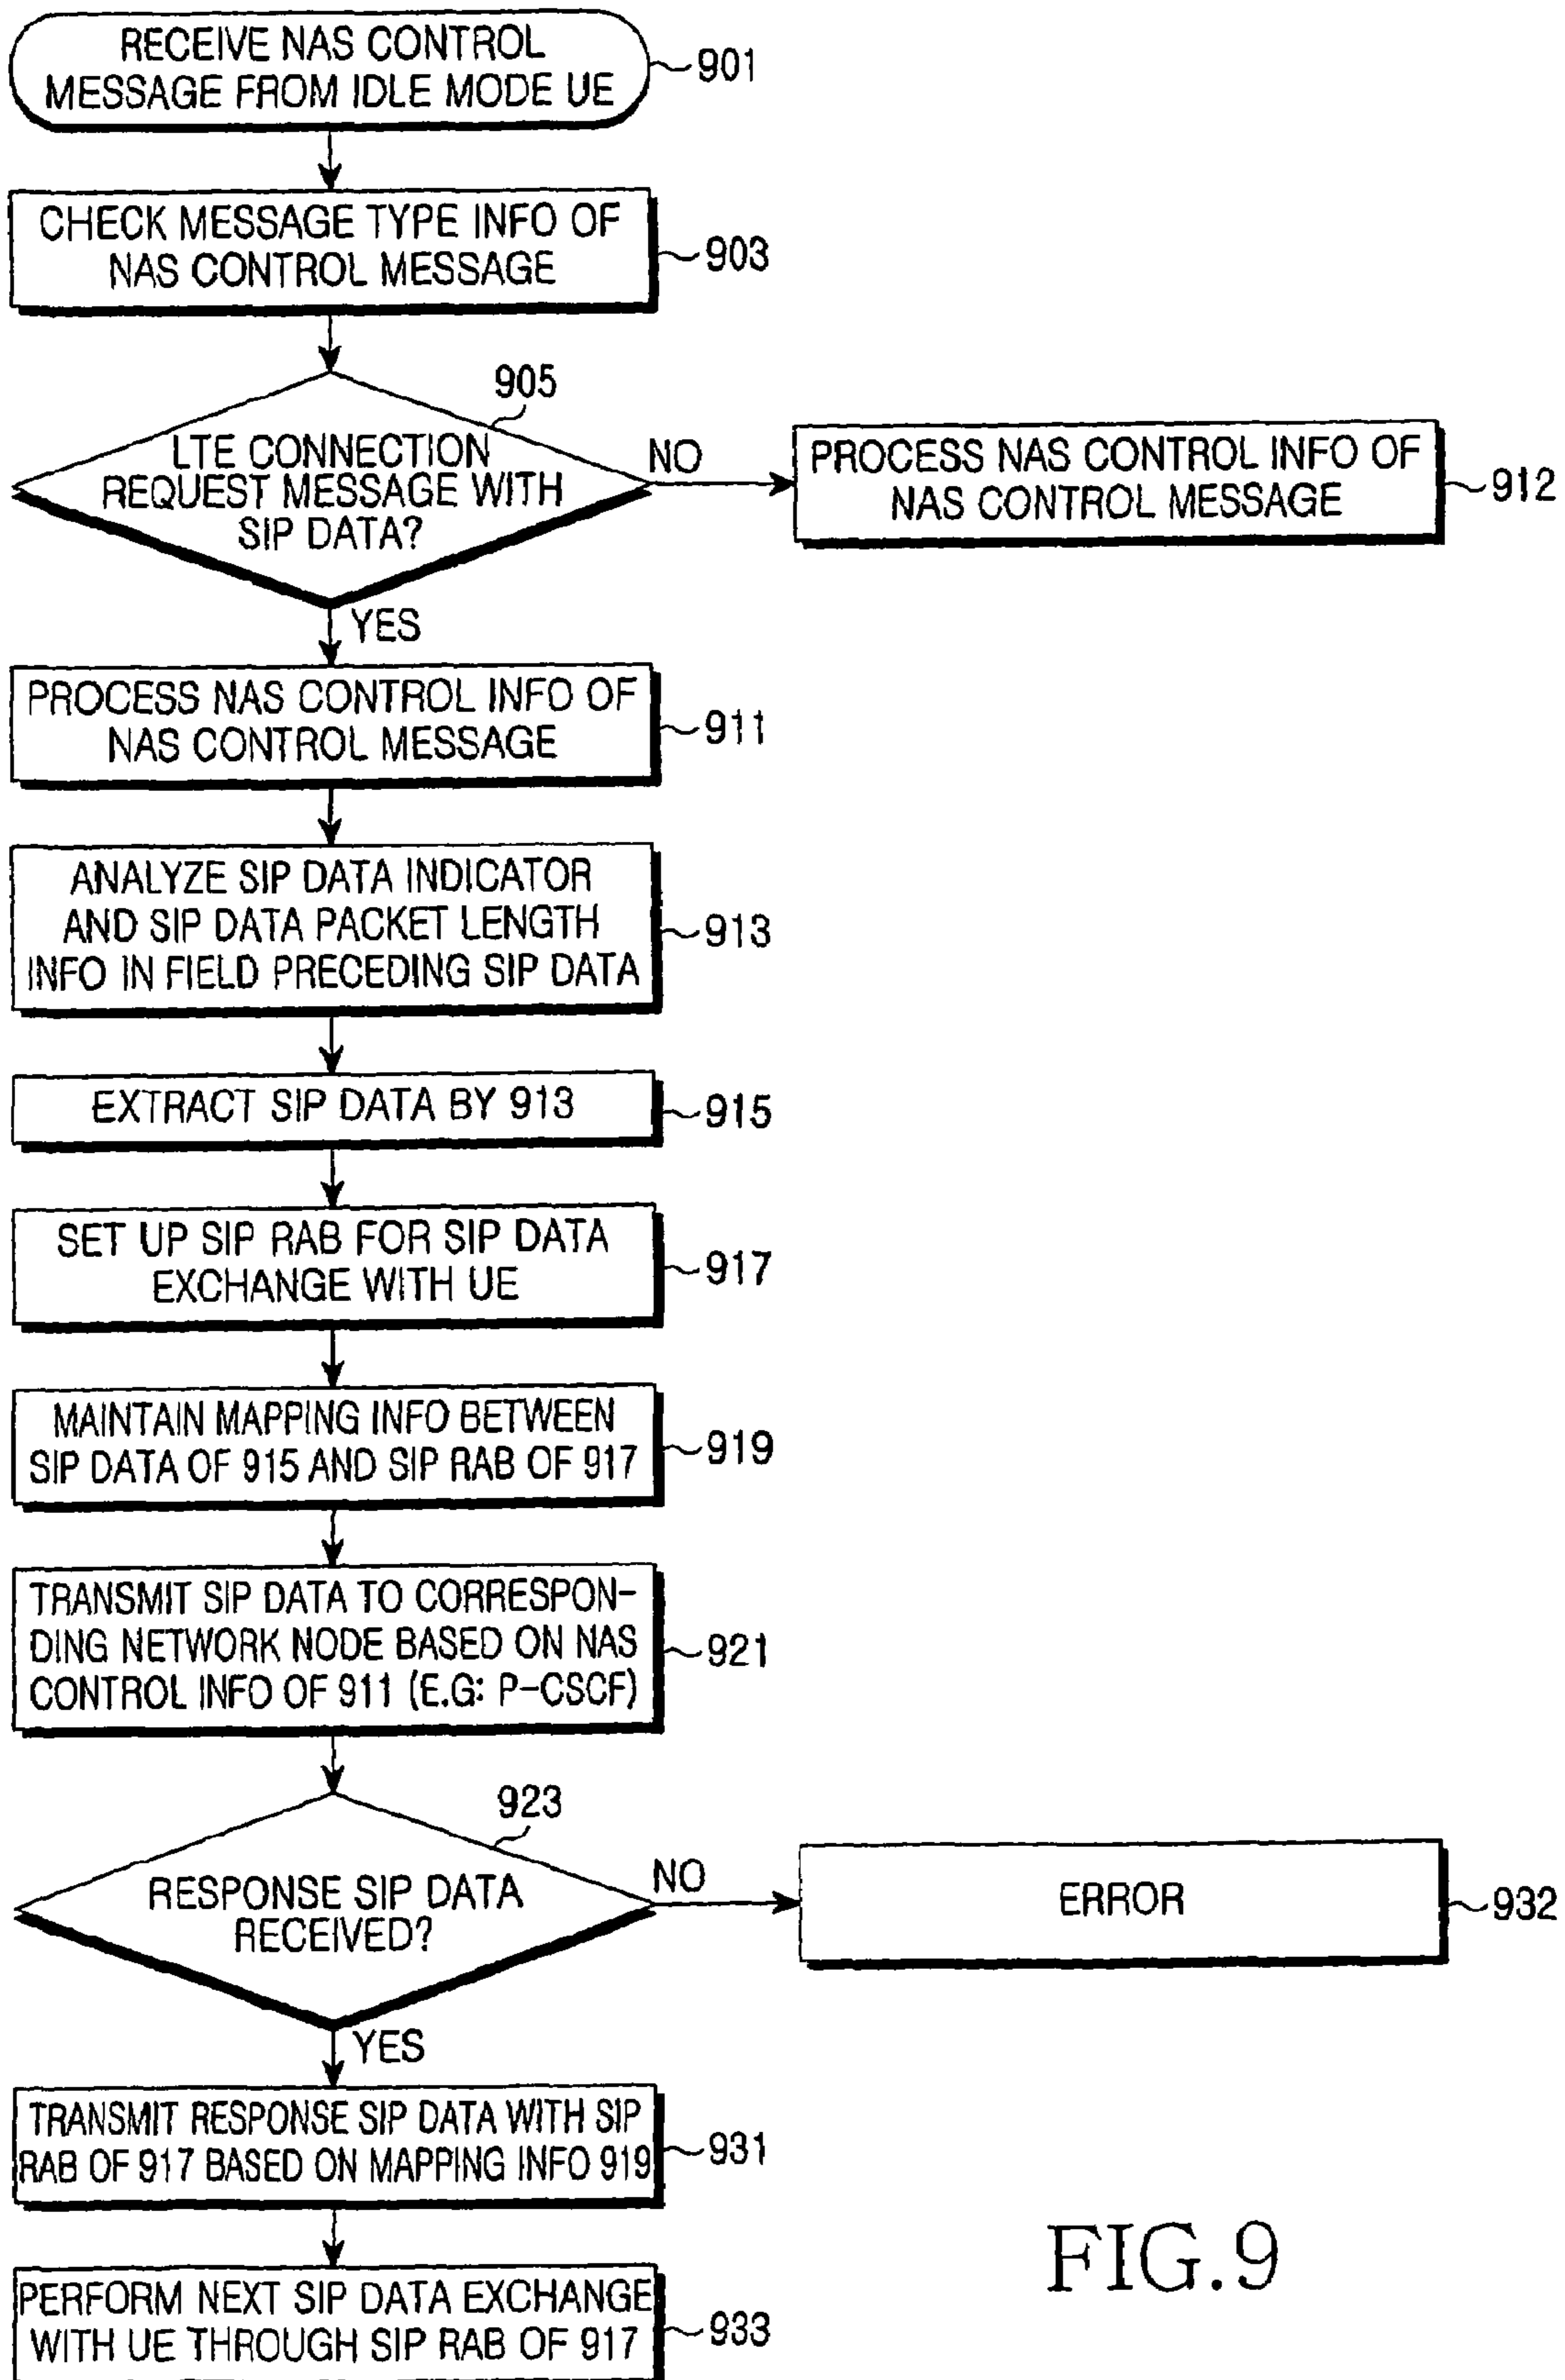 RECEIVE NAS CONTROL
MESSAGE FROM IDLE MODE UE
901
CHECK MESSAGE TYPE INFO OF
NAS CONTROL MESSAGE
903
905
LTE CONNECTION
REQUEST MESSAGE WITH
SIP DATA?
NO
PROCESS NAS CONTROL INFO OF
NAS CONTROL MESSAGE
912
YES
PROCESS NAS CONTROL INFO OF
NAS CONTROL MESSAGE
911
ANALYZE SIP DATA INDICATOR
AND SIP DATA PACKET LENGTH
INFO IN FIELD PRECEDING SIP DATA
913
EXTRACT SIP DATA BY 913
915
SET UP SIP RAB FOR SIP DATA
EXCHANGE WITH UE
917
MAINTAIN MAPPING INFO BETWEEN
SIP DATA OF 915 AND SIP RAB OF 917
919
TRANSMIT SIP DATA TO CORRESPON-
DING NETWORK NODE BASED ON NAS
CONTROL INFO OF 911 (E.G: P-CSCF)
921
923
RESPONSE SIP DATA
RECEIVED?
NO
ERROR
932
YES
TRANSMIT RESPONSE SIP DATA WITH SIP
RAB OF 917 BASED ON MAPPING INFO 919
931
PERFORM NEXT SIP DATA EXCHANGE
WITH UE THROUGH SIP RAB OF 917
933
FIG.9